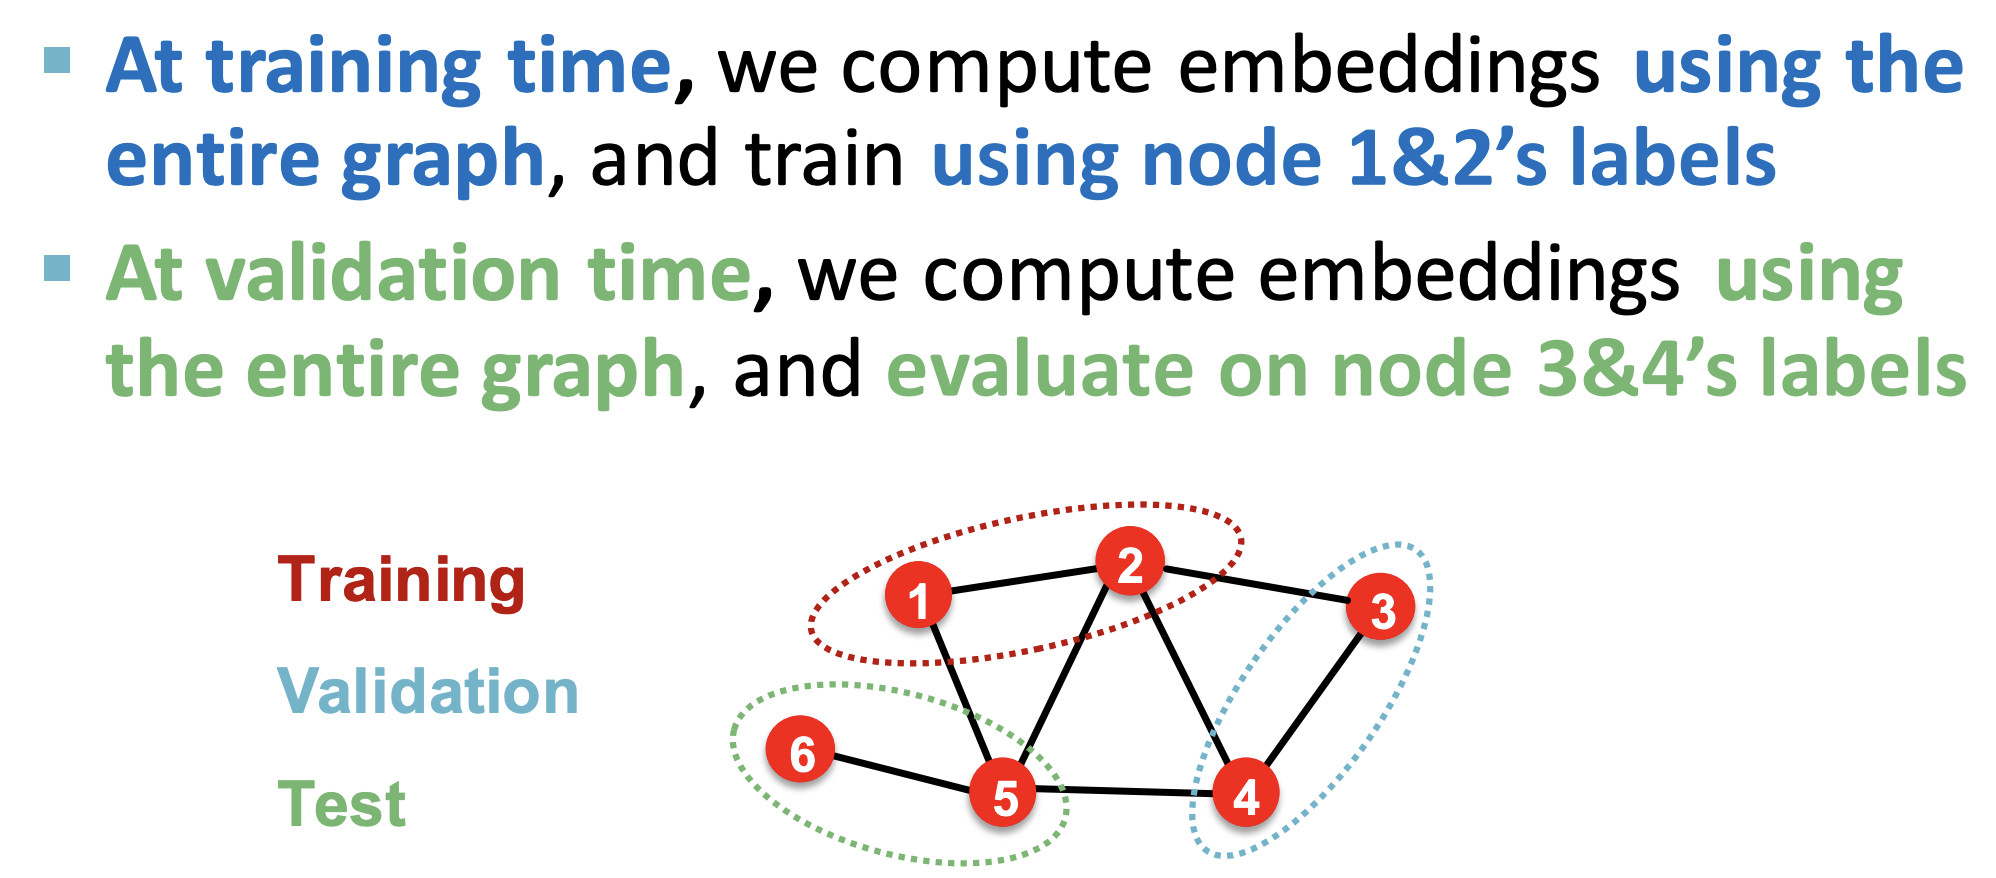 At training time, we compute embeddings using the
entire graph, and train using node 1&2's labels
At validation time, we compute embeddings using
the entire graph, and evaluate on node 3&4's labels
Training
Validation
Test
1
2
3
6
5
4